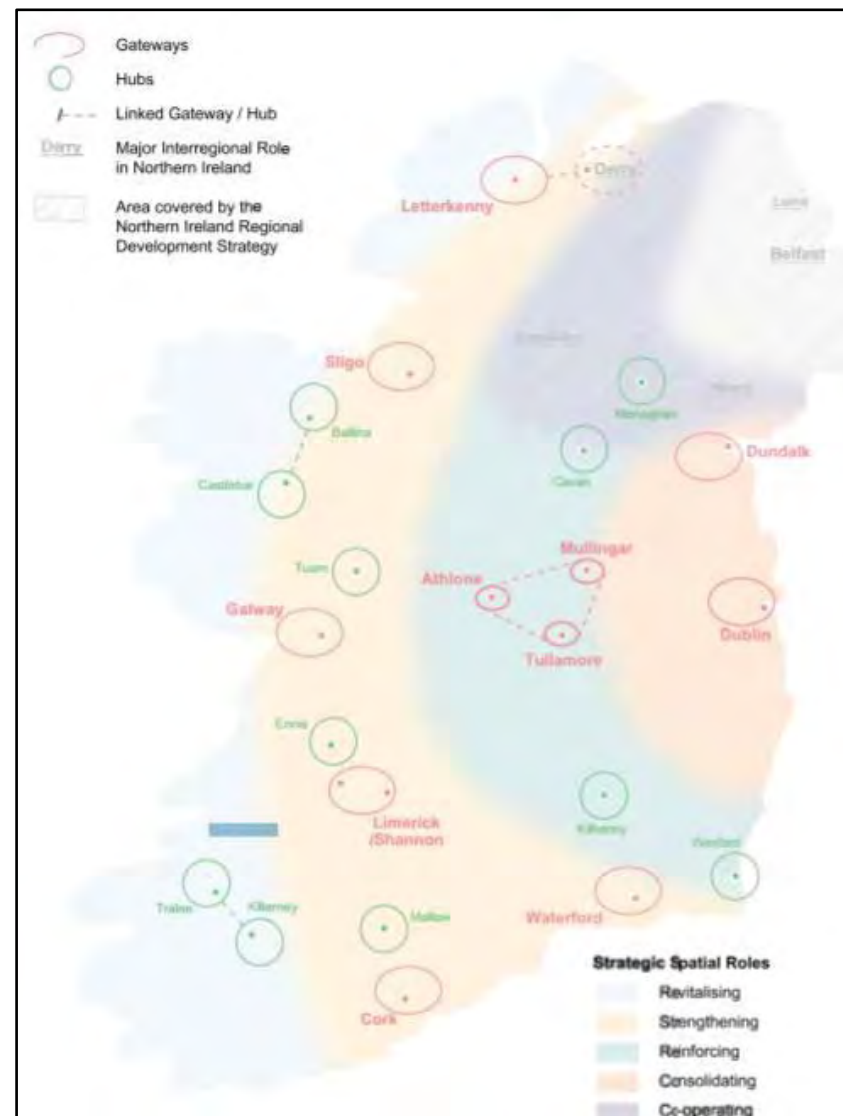 Gateways
Hubs
Linked Gateway / Hub
Derry
Major Interregional Role
in Northern Ireland
Area covered by the
Northern Ireland Regional
Development Strategy
Derry
Letterkenny
Larne
Belfast
Sligo
Monaghan
Ballina
Dundalk
Cavan
Castlebar
Mullingar
Tuam
Athlone
Galway
Dublin
Tullamore
Ennis
Limerick
/Shannon
Kilkenny
Wexford
Tralee
Killarney
Mallow
Waterford
Cork
Strategic Spatial Roles
Revitalising
Strengthening
Reinforcing
Consolidating
Co-operating